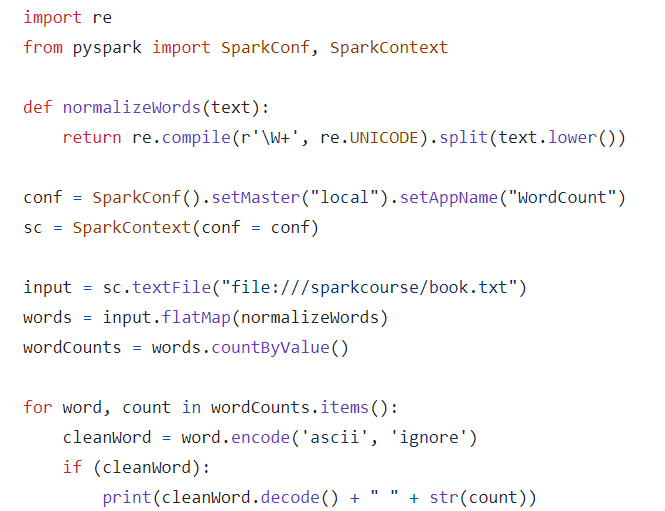 import re
from pyspark import SparkConf, SparkContext

def normalizeWords(text):
    return re.compile(r'\W+', re.UNICODE).split(text.lower())

conf = SparkConf().setMaster("local").setAppName("WordCount")
sc = SparkContext(conf = conf)

input = sc.textFile("file:///sparkcourse/book.txt")
words = input.flatMap(normalizeWords)
wordCounts = words.countByValue()

for word, count in wordCounts.items():
    cleanWord = word.encode('ascii', 'ignore')
    if (cleanWord):
        print(cleanWord.decode() + " " + str(count))